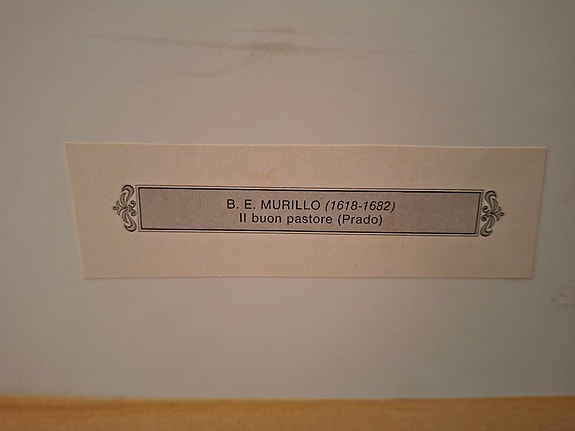 B. E. MURILLO (1618-1682)
Il buon pastore (Prado)